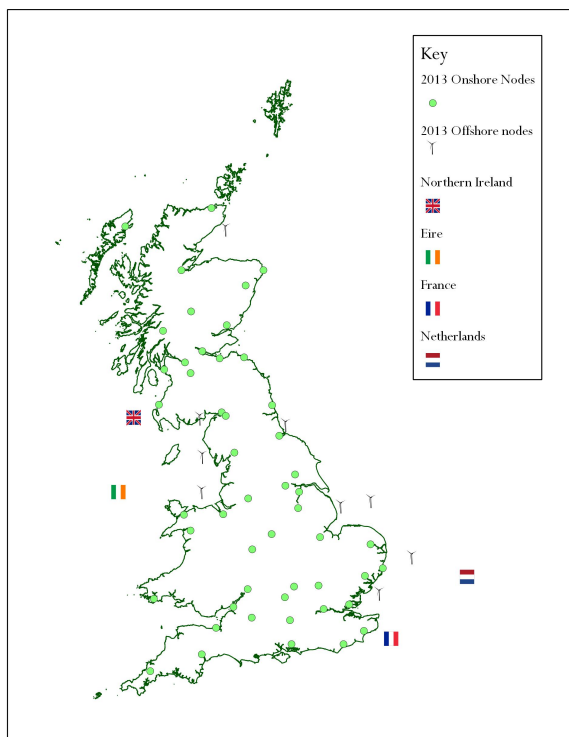 Key
2013 Onshore Nodes
2013 Offshore nodes
Northern Ireland
Eire
France
Netherlands